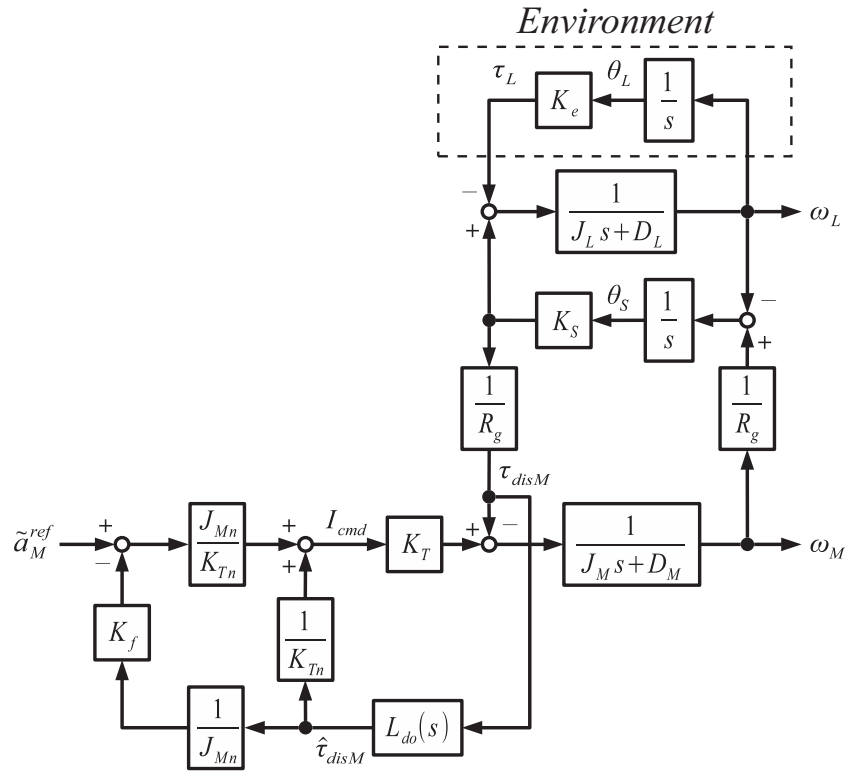 Environment
τ_L
K_e
θ_L
1/s
−
+
1/(J_L s+D_L)
ω_L
K_S
θ_S
1/s
−
+
1/R_g
1/R_g
τ_disM
ã_M^ref
+
−
J_Mn/K_Tn
+
+
I_cmd
K_T
+
−
1/(J_M s+D_M)
ω_M
K_f
1/K_Tn
1/J_Mn
τ̂_disM
L_do(s)